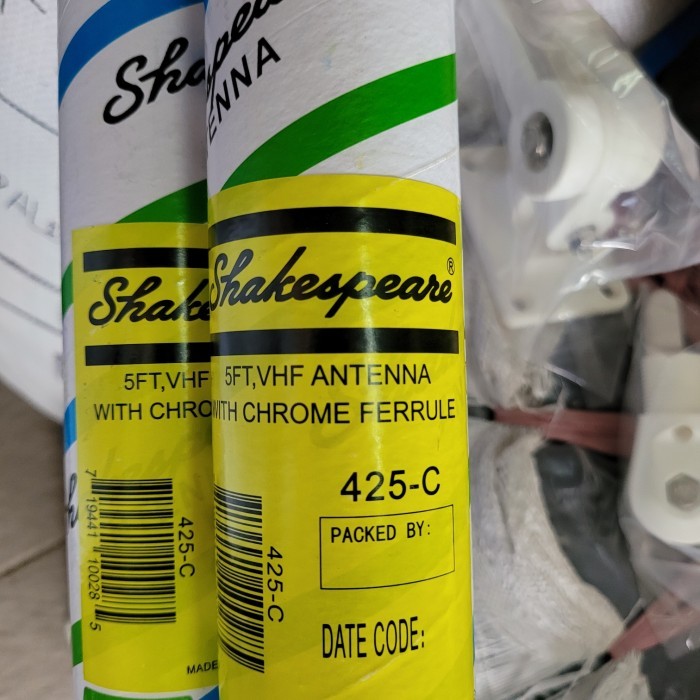 Shakespeare
ENNA
Shakespeare®
5FT,VHF ANTENNA
WITH CHROME FERRULE
425-C
PACKED BY:
425-C
DATE CODE:
Sha
Shake
5FT,VHF
WITH CHRO
425-C
7 19441 10028 5
MADE